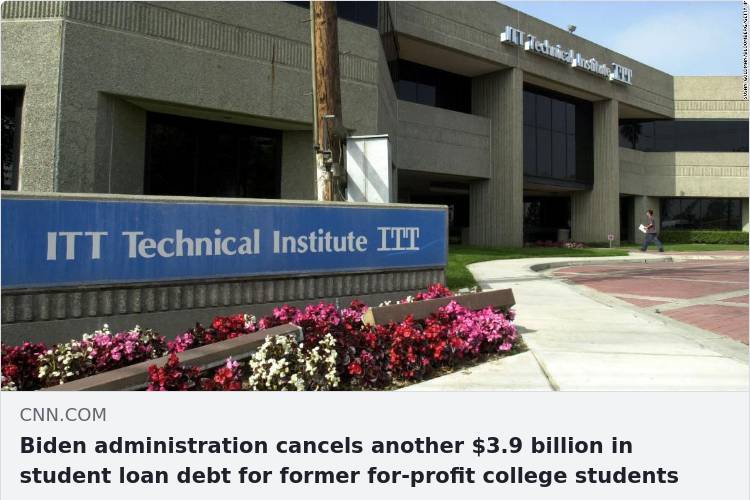 ITT Technical Institute ITT
ITT Technical Institute ITT
CNN.COM
Biden administration cancels another $3.9 billion in
student loan debt for former for-profit college students